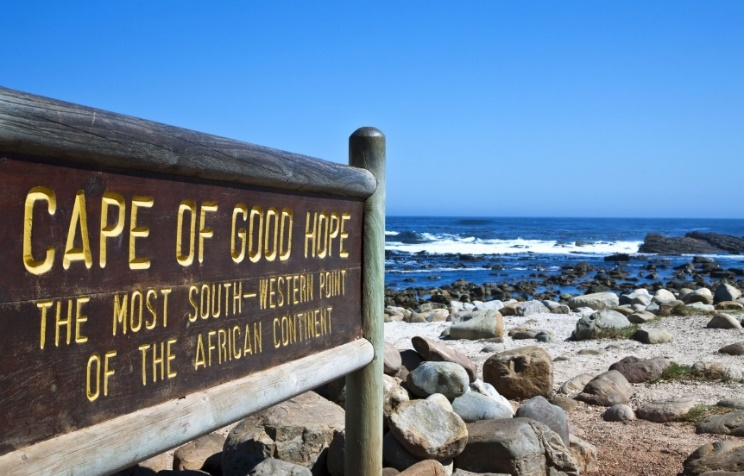 CAPE OF GOOD HOPE
THE MOST SOUTH-WESTERN POINT
OF THE AFRICAN CONTINENT